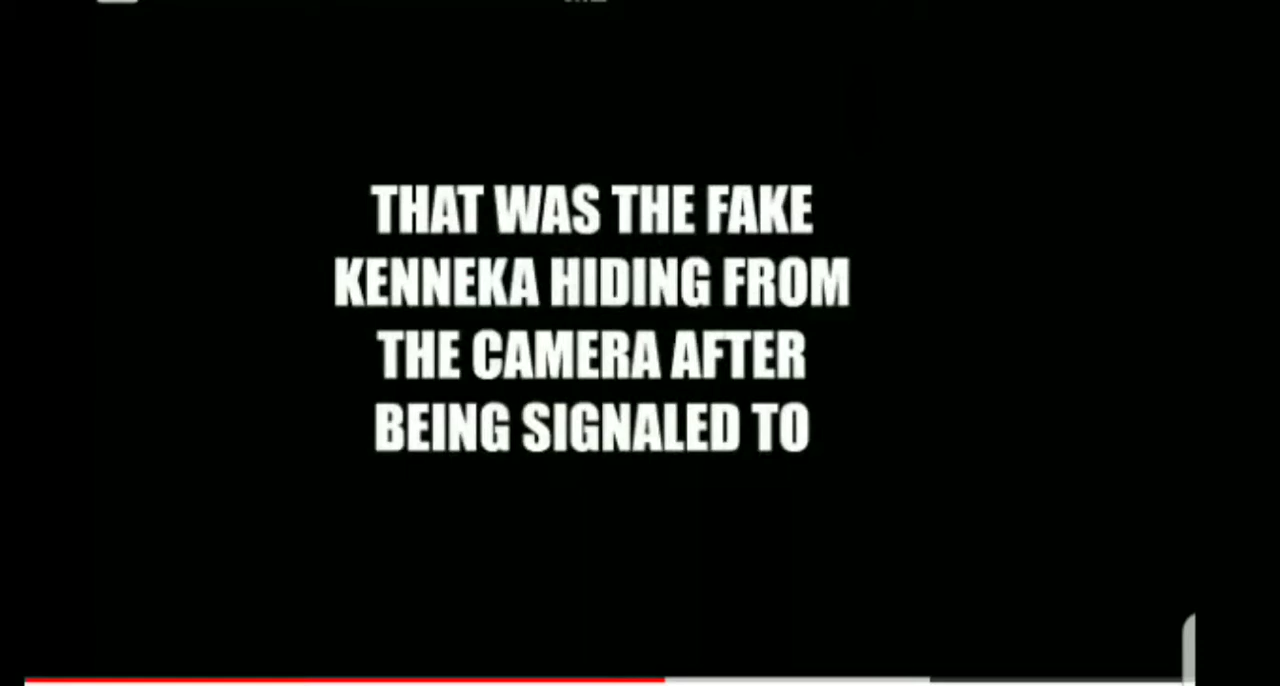 THAT WAS THE FAKE
KENNEKA HIDING FROM
THE CAMERA AFTER
BEING SIGNALED TO